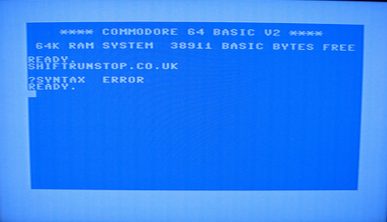 **** COMMODORE 64 BASIC V2 ****
64K RAM SYSTEM 38911 BASIC BYTES FREE
READY.
SHIFTRUNSTOP.CO.UK
?SYNTAX ERROR
READY.